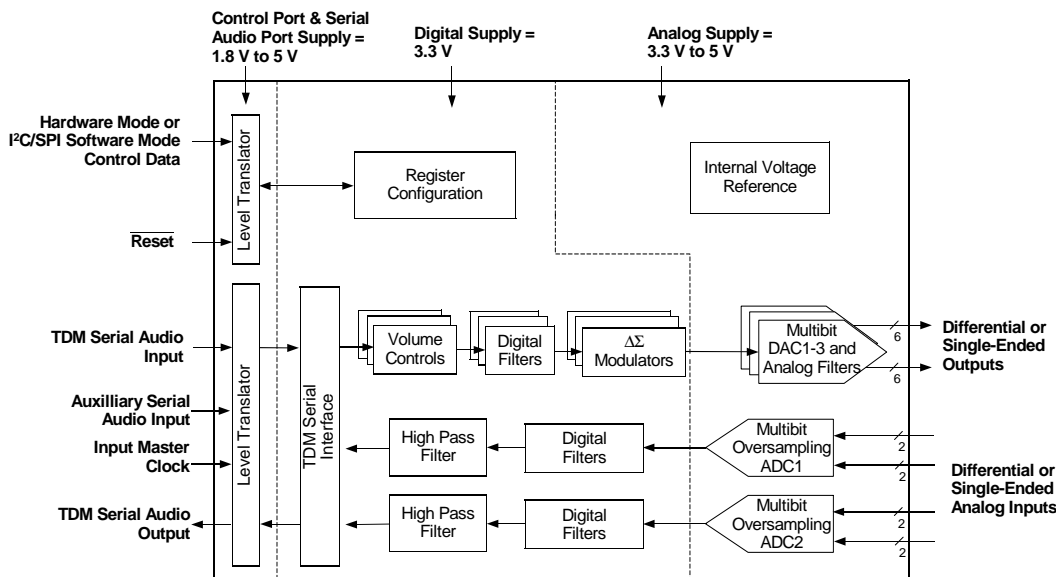 Control Port & Serial
Audio Port Supply =
1.8 V to 5 V
Digital Supply =
3.3 V
Analog Supply =
3.3 V to 5 V
Hardware Mode or
I²C/SPI Software Mode
Control Data
Reset
Level Translator
Register
Configuration
Internal Voltage
Reference
TDM Serial Audio
Input
Auxilliary Serial
Audio Input
Input Master
Clock
TDM Serial Audio
Output
Level Translator
TDM Serial
Interface
Volume
Controls
Digital
Filters
ΔΣ
Modulators
Multibit
DAC1-3 and
Analog Filters
6
6
Differential or
Single-Ended
Outputs
High Pass
Filter
Digital
Filters
Multibit
Oversampling
ADC1
2
2
High Pass
Filter
Digital
Filters
Multibit
Oversampling
ADC2
2
2
Differential or
Single-Ended
Analog Inputs